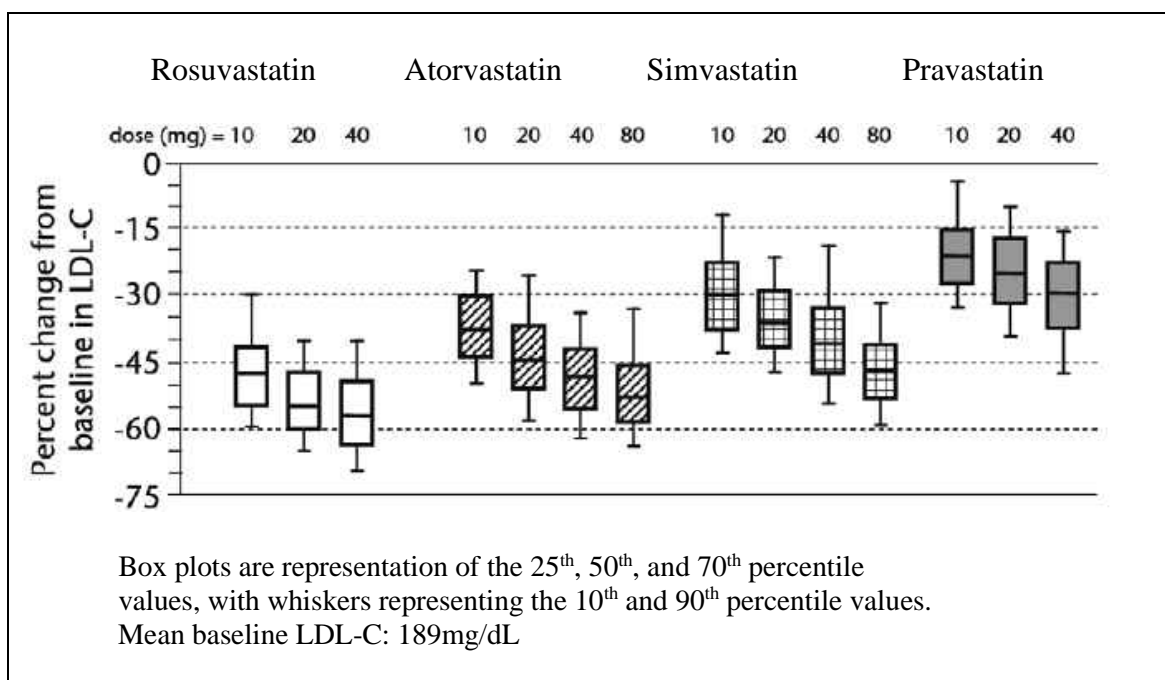 Rosuvastatin Atorvastatin Simvastatin Pravastatin
dose (mg) = 10 20 40 10 20 40 80 10 20 40 80 10 20 40
Percent change from
baseline in LDL-C
0
-15
-30
-45
-60
-75
Box plots are representation of the 25th, 50th, and 70th percentile
values, with whiskers representing the 10th and 90th percentile values.
Mean baseline LDL-C: 189mg/dL